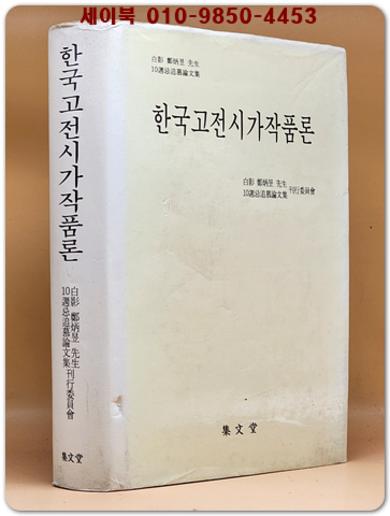 세이북 010-9850-4453
白影 鄭炳昱 先生
10週忌追慕論文集
한국고전시가작품론
白影 鄭炳昱 先生
10週忌追慕論文集 刊行委員會
集文堂
한국고전시가작품론
白影 鄭炳昱 先生
10週忌追慕論文集 刊行委員會
集文堂